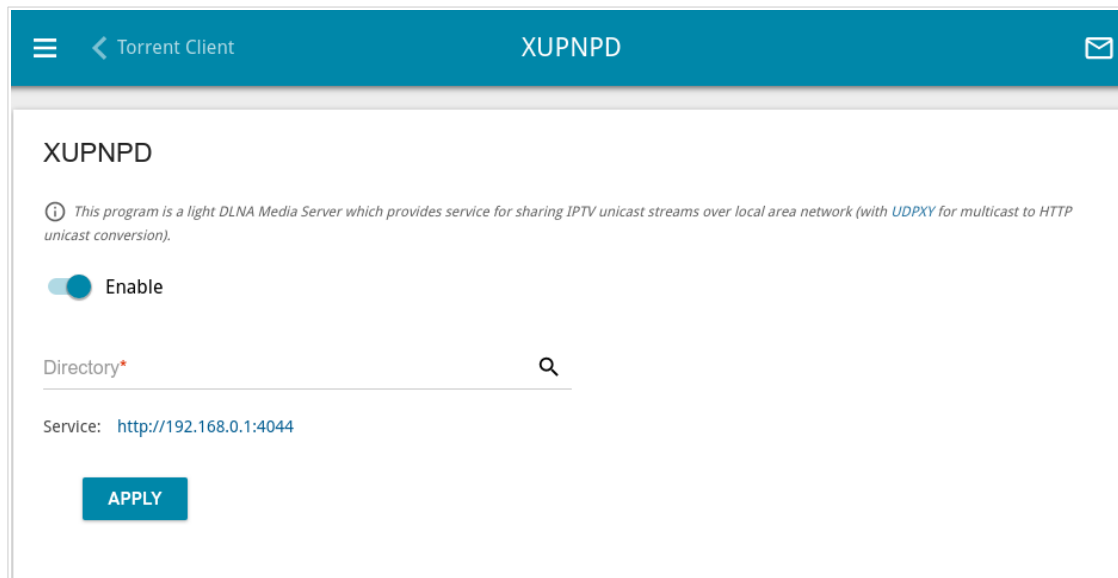 Torrent Client
XUPNPD
XUPNPD
This program is a light DLNA Media Server which provides service for sharing IPTV unicast streams over local area network (with UDPXY for multicast to HTTP
unicast conversion).
Enable
Directory*
Service: http://192.168.0.1:4044
APPLY